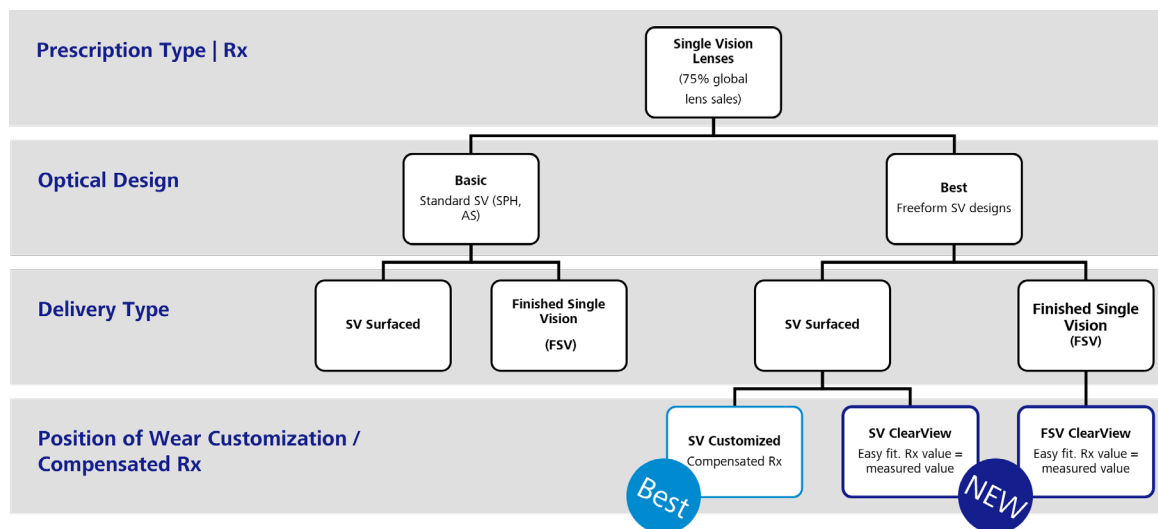 Prescription Type | Rx
Single Vision
Lenses
(75% global
lens sales)
Optical Design
Basic
Standard SV (SPH,
AS)
Best
Freeform SV designs
Delivery Type
SV Surfaced
Finished Single
Vision
(FSV)
SV Surfaced
Finished Single
Vision
(FSV)
Position of Wear Customization /
Compensated Rx
SV Customized
Compensated Rx
Best
SV ClearView
Easy fit. Rx value =
measured value
NEW
FSV ClearView
Easy fit. Rx value =
measured value